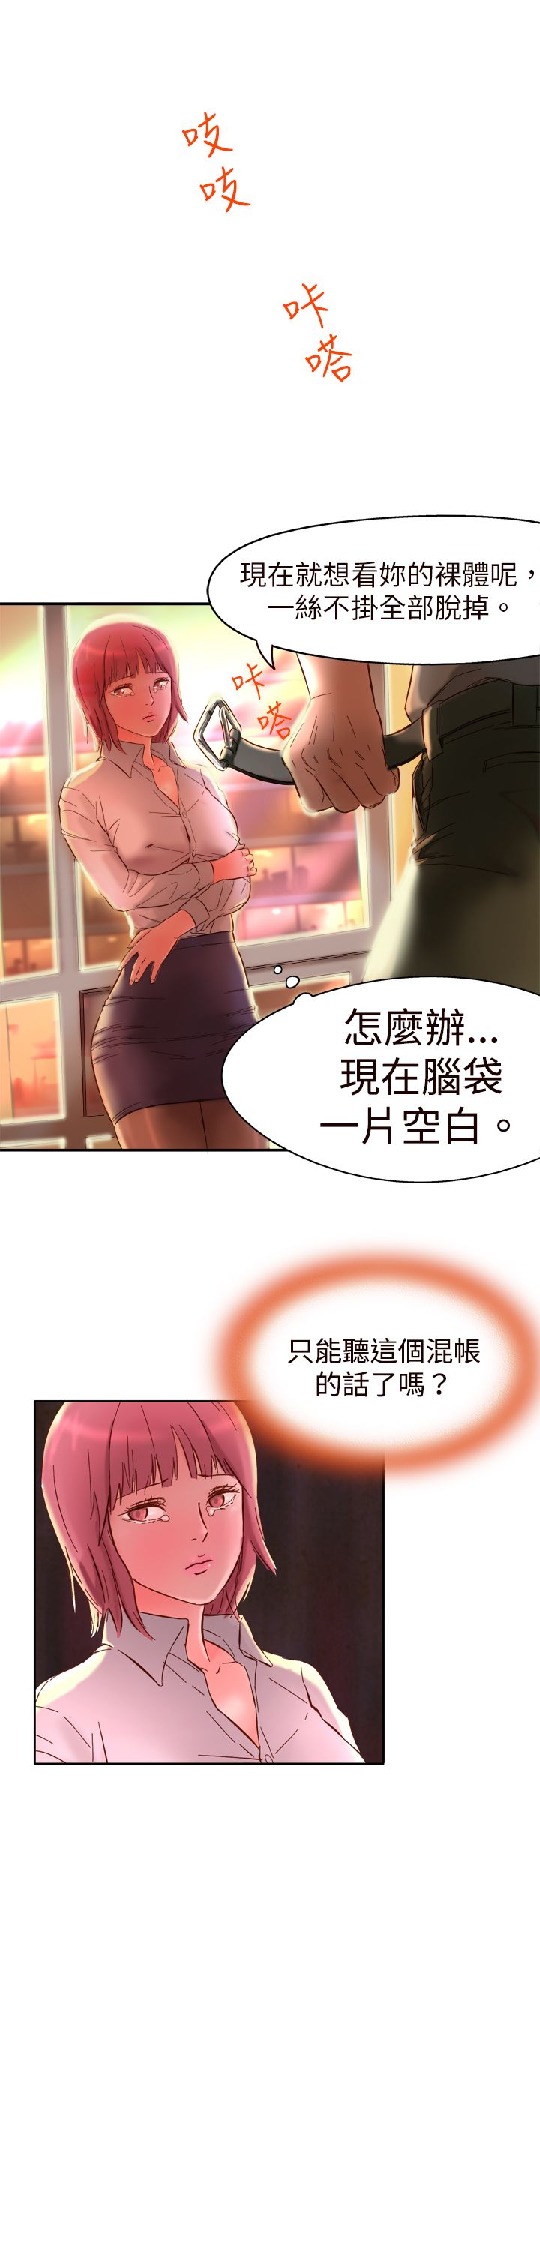 吱
吱
咔
嗒
現在就想看妳的裸體呢，
一絲不掛全部脫掉。
咔
嗒
怎麼辦…
現在腦袋
一片空白。
只能聽這個混帳
的話了嗎？